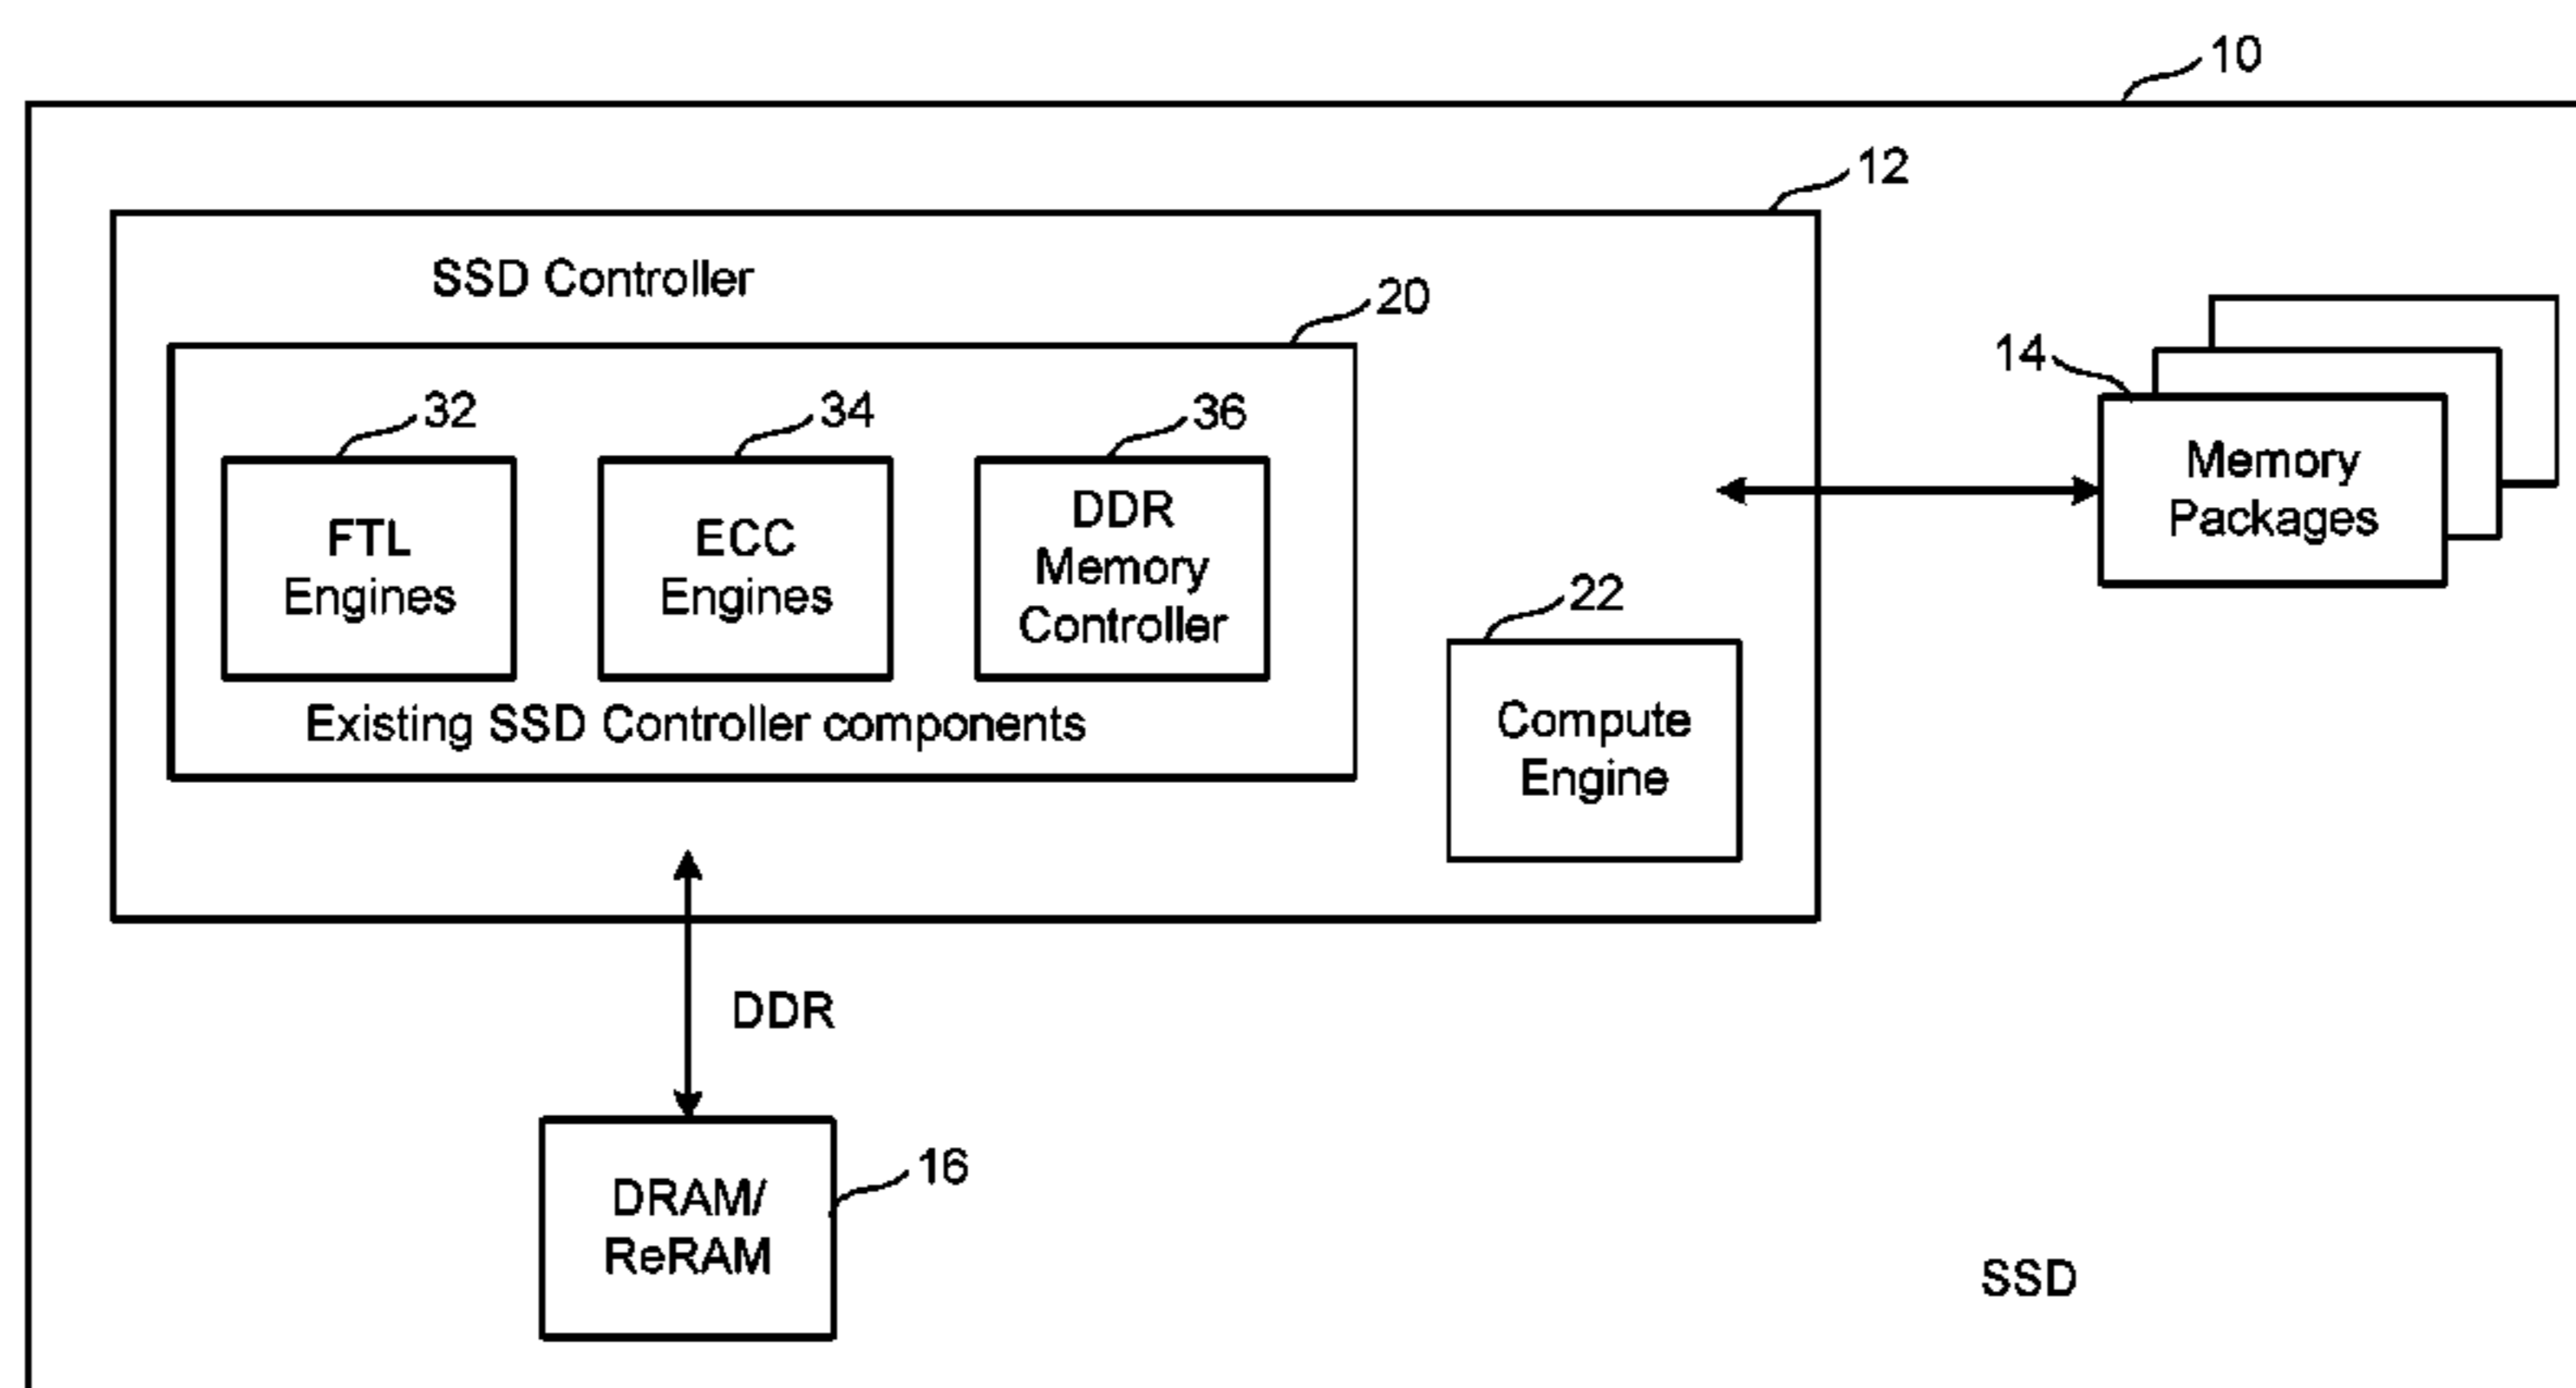 10
12
SSD Controller
20
14
32
34
36
Memory
Packages
FTL
Engines
ECC
Engines
DDR
Memory
Controller
22
Existing SSD Controller components
Compute
Engine
DDR
16
DRAM/
ReRAM
SSD